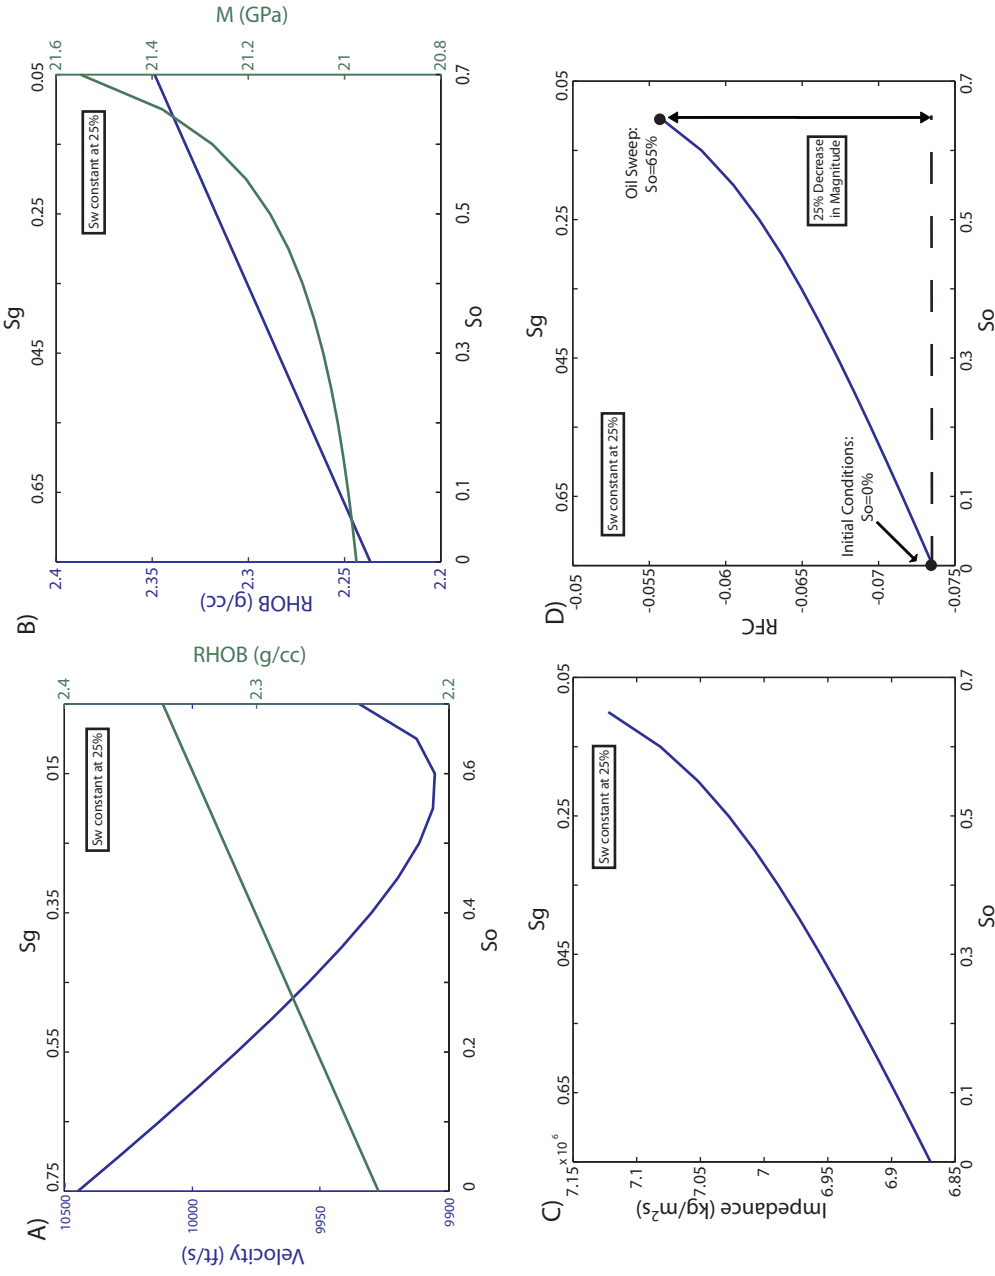 A)
Sg
0.75
0.55
0.35
015
Sw constant at 25%
Velocity (ft/s)
10500
10000
9950
9900
RHOB (g/cc)
2.4
2.3
2.2
0
0.2
0.4
0.6
So
B)
Sg
0.65
045
0.25
0.05
Sw constant at 25%
RHOB (g/cc)
2.4
2.35
2.3
2.25
2.2
M (GPa)
21.6
21.4
21.2
21
20.8
0
0.1
0.3
0.5
0.7
So
C)
Sg
x 10 6
0.65
045
0.25
0.05
Sw constant at 25%
Impedance (kg/m2s)
7.15
7.1
7.05
7
6.95
6.9
6.85
0
0.1
0.3
0.5
0.7
So
D)
Sg
0.65
045
0.25
0.05
Sw constant at 25%
RFC
-0.05
-0.055
-0.06
-0.065
-0.07
-0.075
Oil Sweep:
So=65%
25% Decrease
in Magnitude
Initial Conditions:
So=0%
0
0.1
0.3
0.5
0.7
So